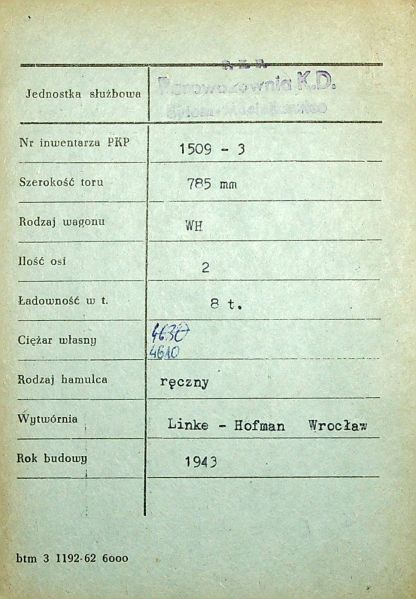 P. K. P.
Jednostka służbowa Parowozownia K.D.
Nr inwentarza PKP 1509 - 3
Szerokość toru 785 mm
Rodzaj wagonu WH
Ilość osi 2
Ładowność w t. 8 t.
Ciężar własny 4630
4610
Rodzaj hamulca ręczny
Wytwórnia Linke - Hofman Wrocław
Rok budowy 1943
btm 3 1192-62 6000